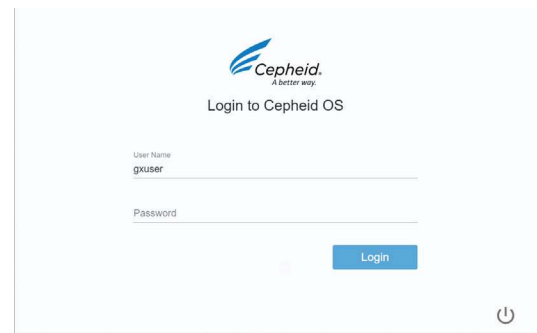 Cepheid.
A better way.
Login to Cepheid OS
User Name
gxuser
Password
Login